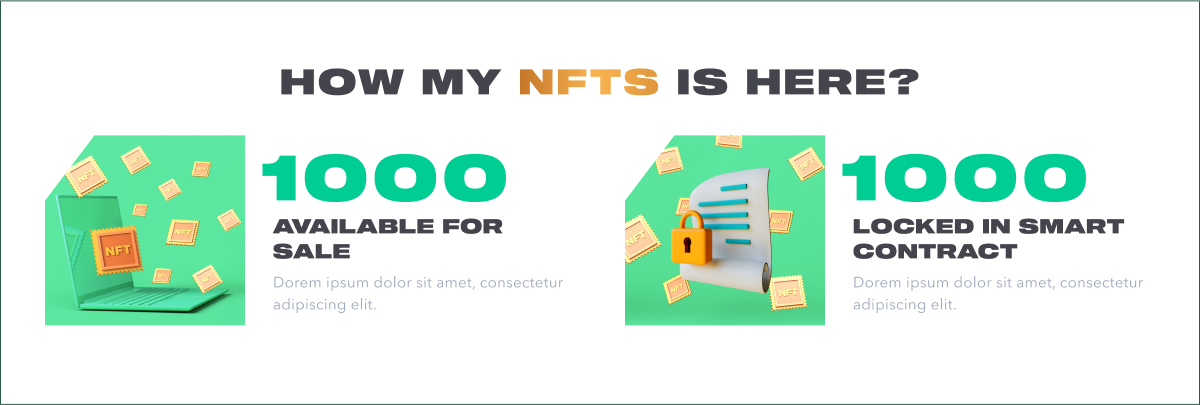 HOW MY NFTS IS HERE?
NFT
1000
AVAILABLE FOR
SALE
Dorem ipsum dolor sit amet, consectetur
adipiscing elit.
NFT
1000
LOCKED IN SMART
CONTRACT
Dorem ipsum dolor sit amet, consectetur
adipiscing elit.